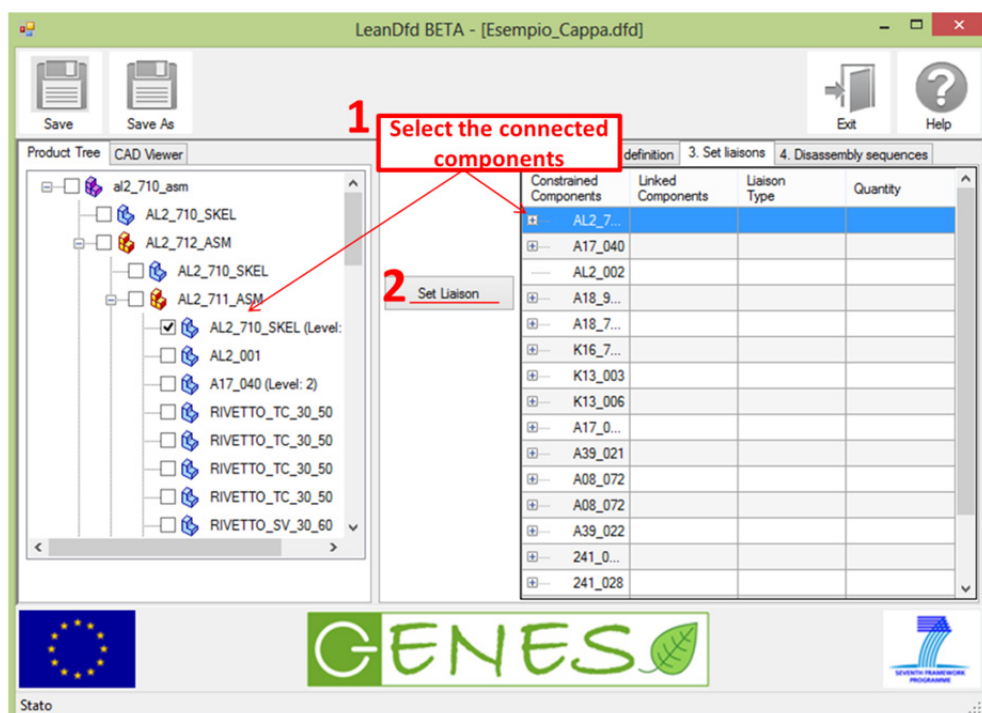 LeanDfd BETA - [Esempio_Cappa.dfd]
Save
Save As
Exit
Help
1
Select the connected
components
Product Tree
CAD Viewer
definition
3. Set liaisons
4. Disassembly sequences
al2_710_asm
AL2_710_SKEL
AL2_712_ASM
AL2_710_SKEL
AL2_711_ASM
AL2_710_SKEL (Level:
AL2_001
A17_040 (Level: 2)
RIVETTO_TC_30_50
RIVETTO_TC_30_50
RIVETTO_TC_30_50
RIVETTO_TC_30_50
RIVETTO_SV_30_60
2
Set Liaison
Constrained
Components
Linked
Components
Liaison
Type
Quantity
AL2_7...
A17_040
AL2_002
A18_9...
A18_7...
K16_7...
K13_003
K13_006
A17_0...
A39_021
A08_072
A08_072
A39_022
241_0...
241_028
GENESI
SEVENTH FRAMEWORK
PROGRAMME
Stato